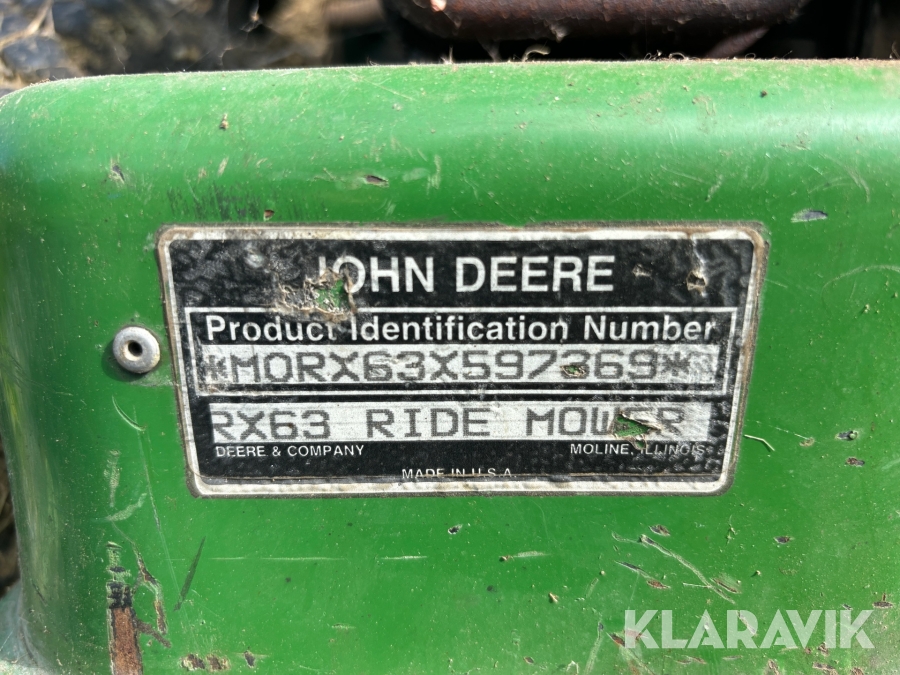 JOHN DEERE
Product Identification Number
*M0RX63X597369*
RX63 RIDE MOWER
DEERE & COMPANY MOLINE, ILLINOIS
MADE IN U.S.A.
KLARAVIK